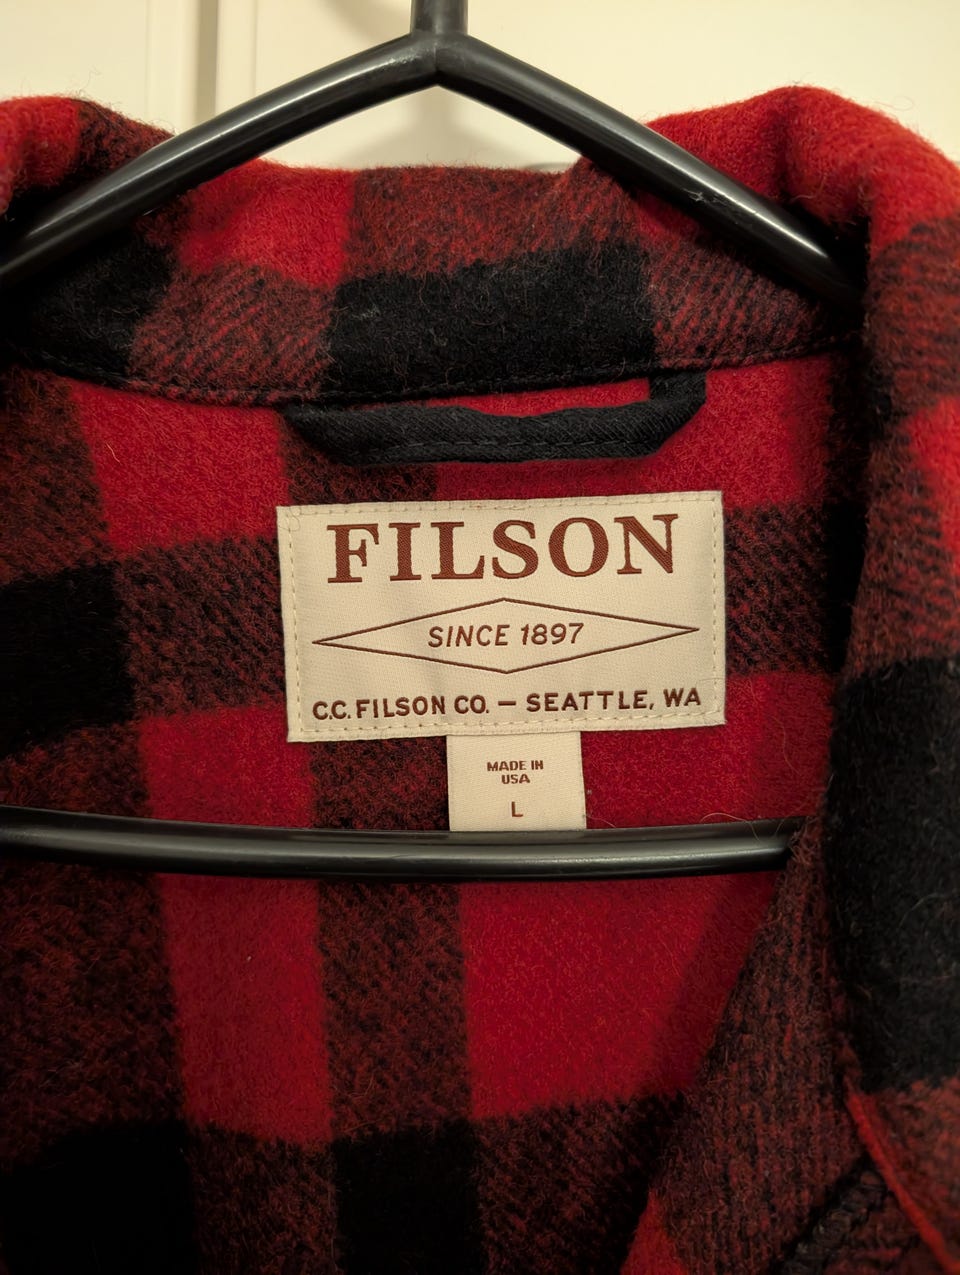 FILSON
SINCE 1897
C.C. FILSON CO. – SEATTLE, WA
MADE IN
USA
L